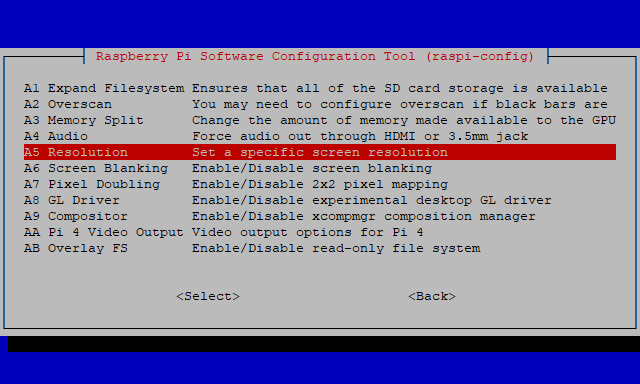 Raspberry Pi Software Configuration Tool (raspi-config)
A1 Expand Filesystem Ensures that all of the SD card storage is available
A2 Overscan You may need to configure overscan if black bars are
A3 Memory Split Change the amount of memory made available to the GPU
A4 Audio Force audio out through HDMI or 3.5mm jack
A5 Resolution Set a specific screen resolution
A6 Screen Blanking Enable/Disable screen blanking
A7 Pixel Doubling Enable/Disable 2x2 pixel mapping
A8 GL Driver Enable/Disable experimental desktop GL driver
A9 Compositor Enable/Disable xcompmgr composition manager
AA Pi 4 Video Output Video output options for Pi 4
AB Overlay FS Enable/Disable read-only file system
<Select> <Back>